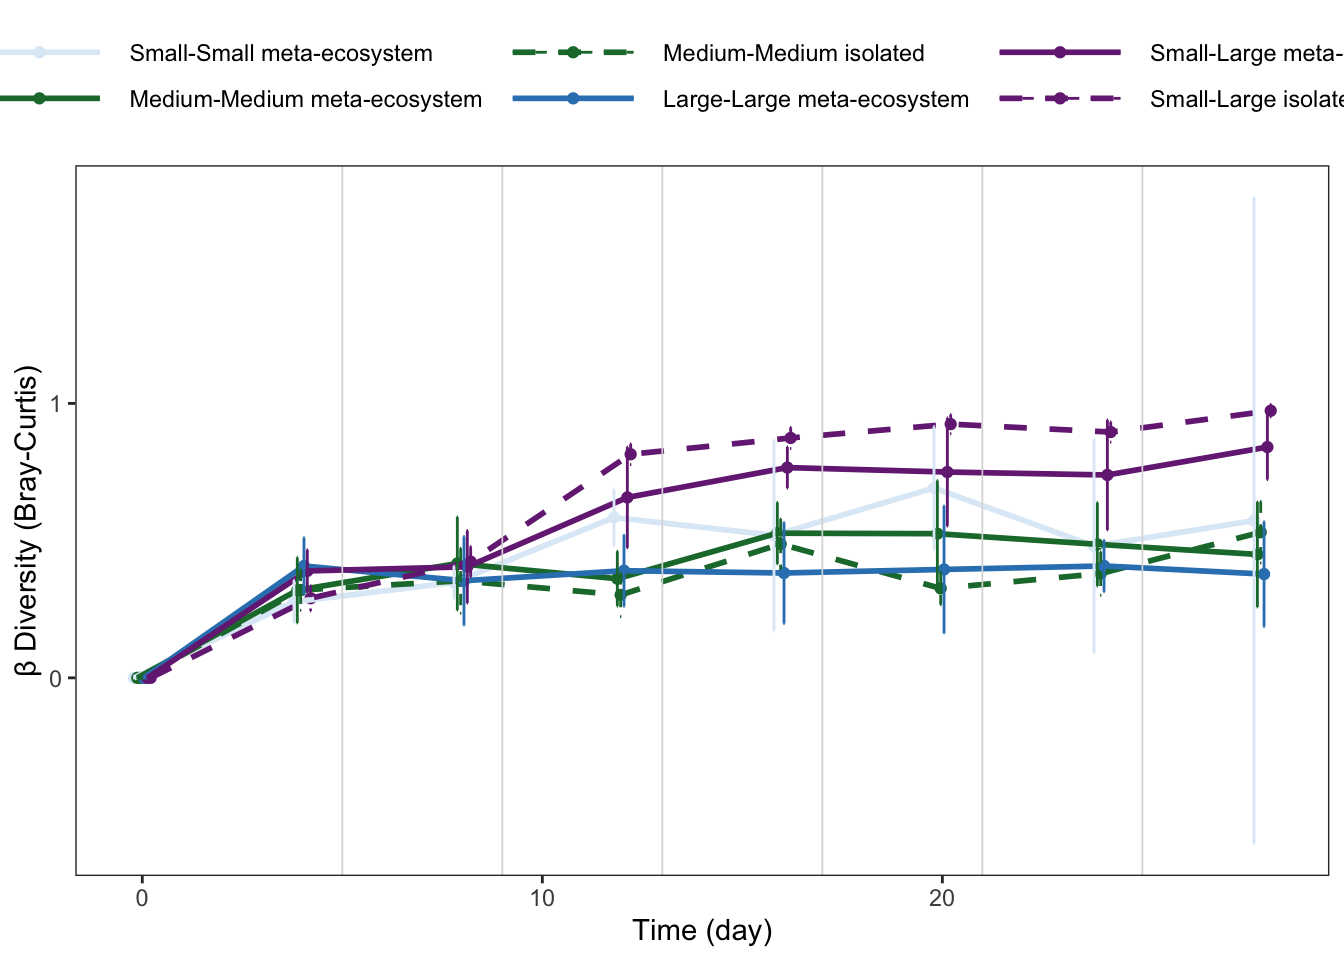 Small-Small meta-ecosystem Medium-Medium isolated Small-Large meta-
Medium-Medium meta-ecosystem Large-Large meta-ecosystem Small-Large isolate
β Diversity (Bray-Curtis)
1
0
0 10 20
Time (day)